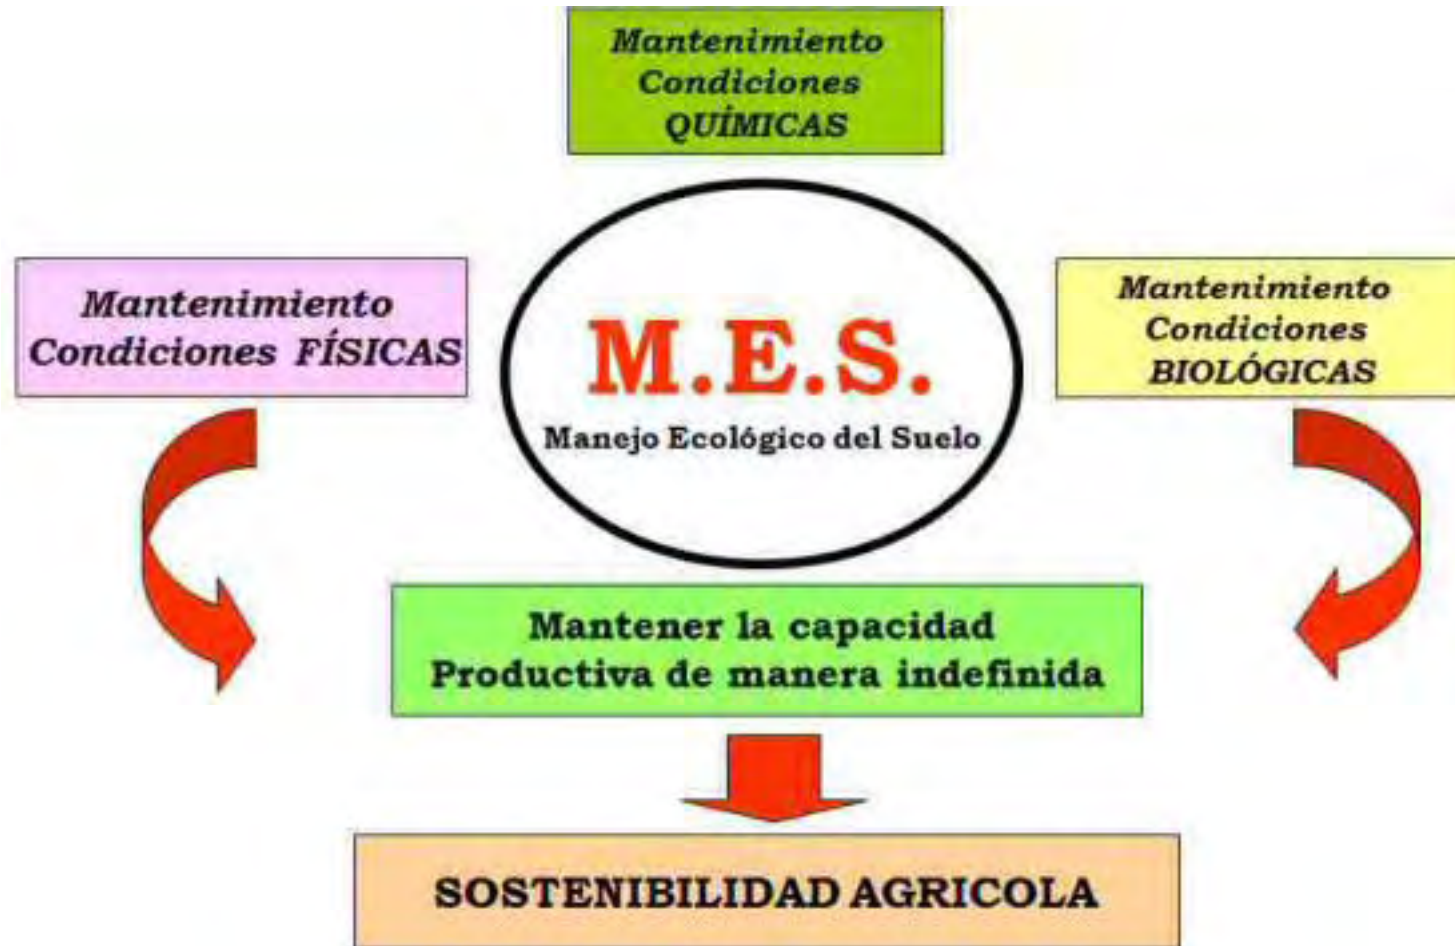 Mantenimiento
Condiciones
QUÍMICAS
Mantenimiento
Condiciones FÍSICAS
M.E.S.
Manejo Ecológico del Suelo
Mantenimiento
Condiciones
BIOLÓGICAS
Mantener la capacidad
Productiva de manera indefinida
SOSTENIBILIDAD AGRICOLA